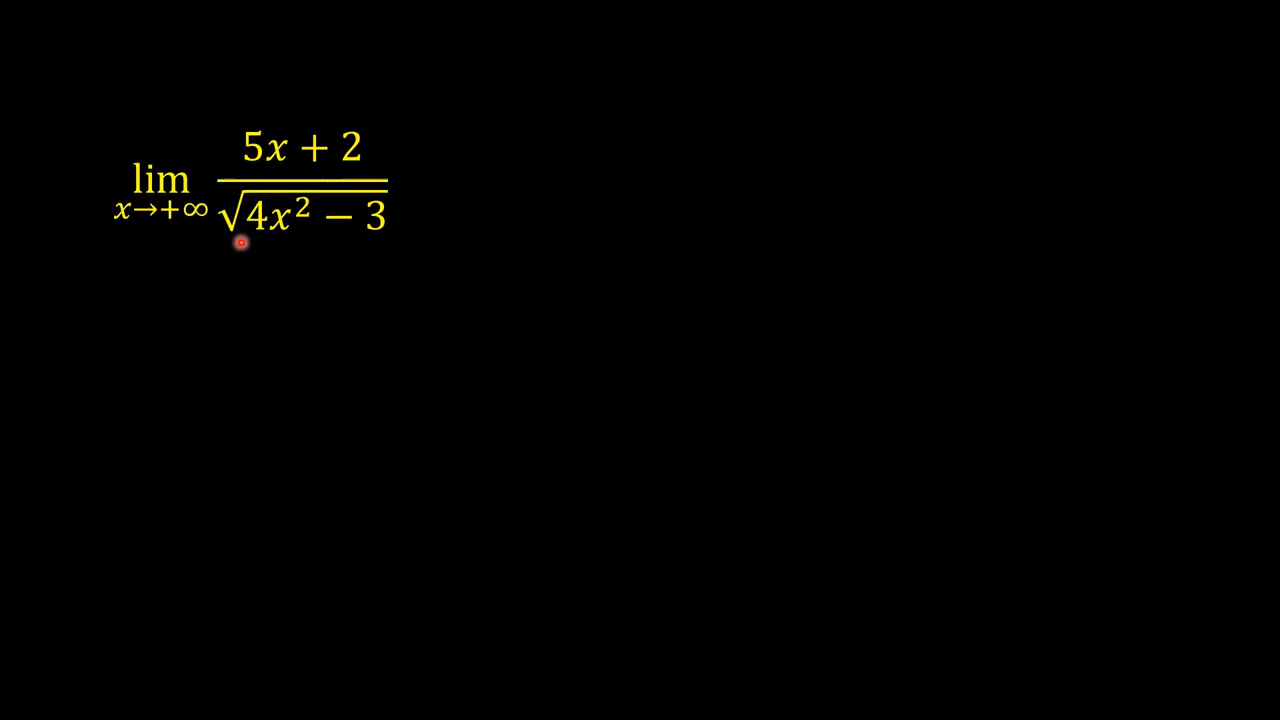 lim x→+∞ (5x + 2)/√(4x² − 3)